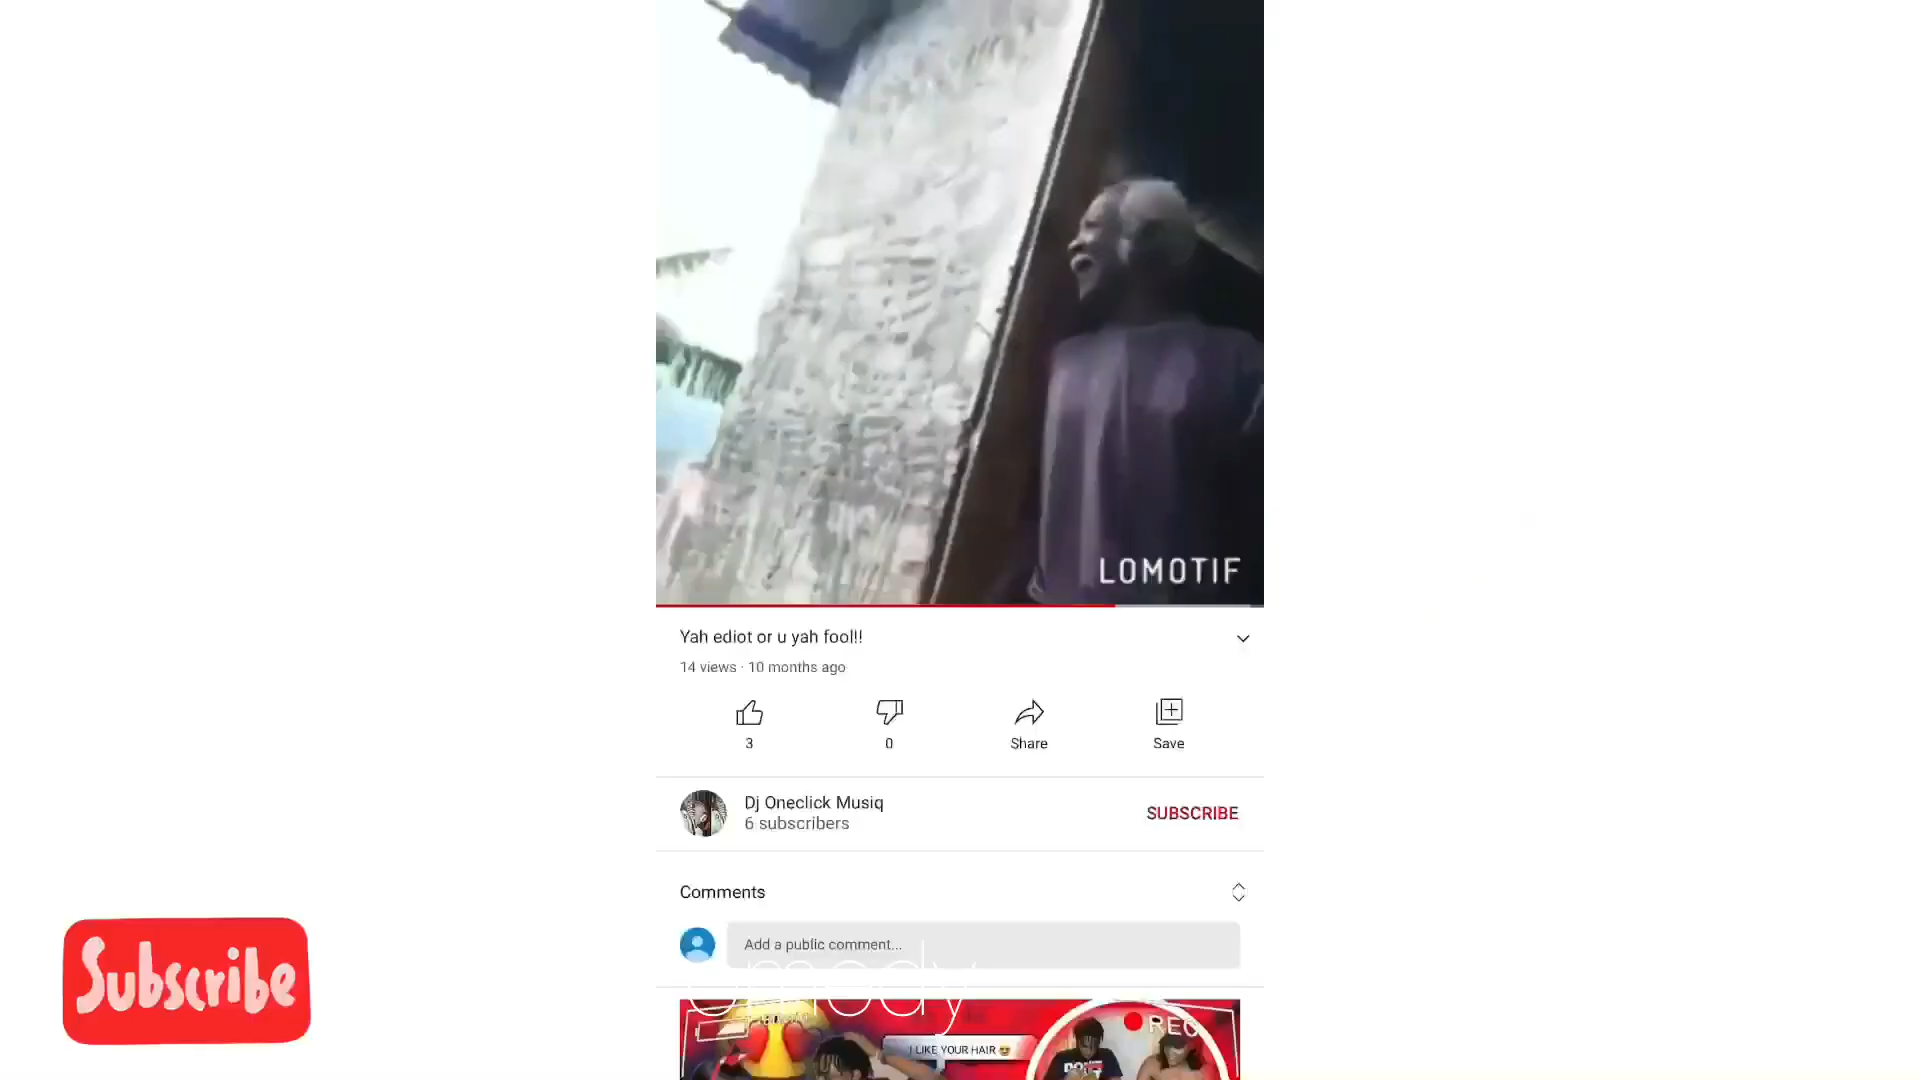 LOMOTIF
Yah ediot or u yah fool!!
14 views · 10 months ago
3
0
Share
Save
Dj Oneclick Musiq
6 subscribers
SUBSCRIBE
Comments
Add a public comment...
Subscribe
REC
I LIKE YOUR HAIR 😍